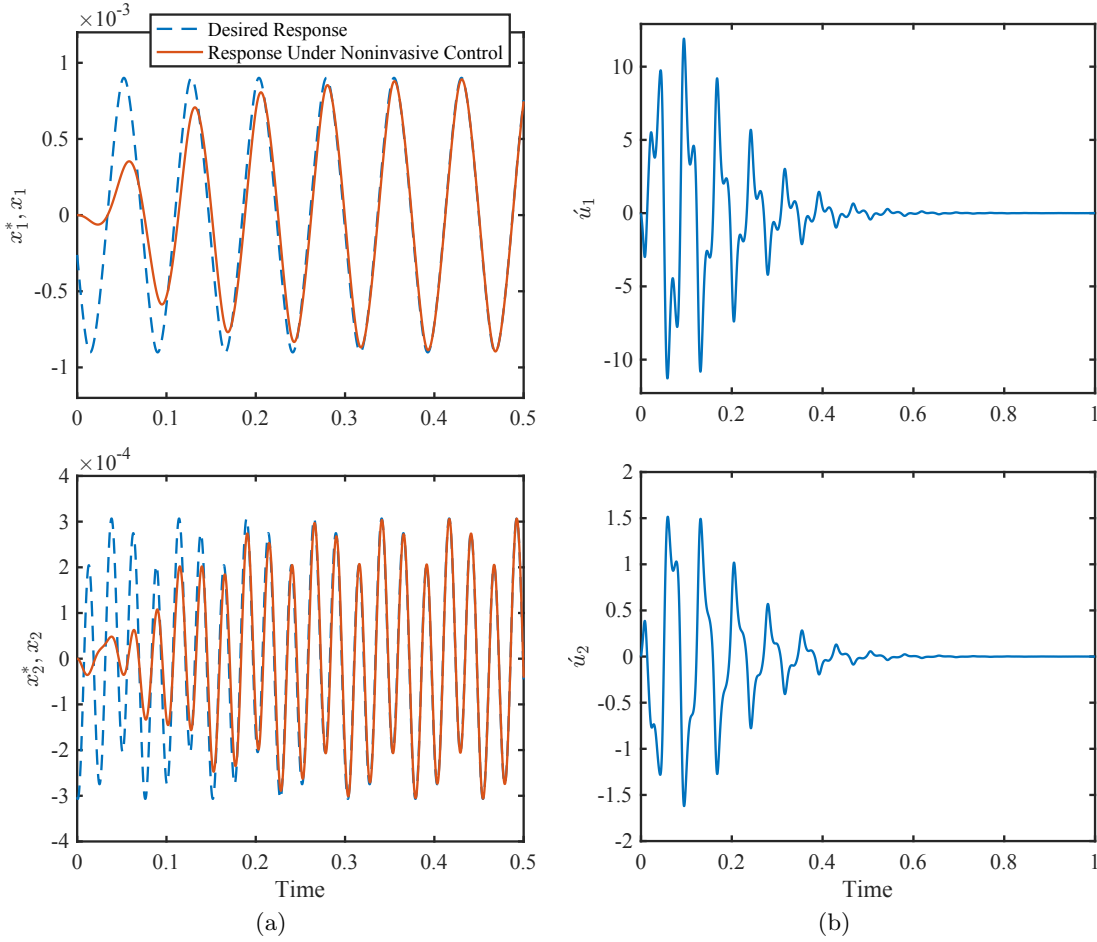 ×10⁻³
Desired Response
Response Under Noninvasive Control
1
0.5
0
-0.5
-1
x₁*, x₁
0 0.1 0.2 0.3 0.4 0.5
10
5
0
-5
-10
ú₁
0 0.2 0.4 0.6 0.8 1
×10⁻⁴
4
3
2
1
0
-1
-2
-3
-4
x₂*, x₂
0 0.1 0.2 0.3 0.4 0.5
Time
(a)
2
1.5
1
0.5
0
-0.5
-1
-1.5
-2
ú₂
0 0.2 0.4 0.6 0.8 1
Time
(b)